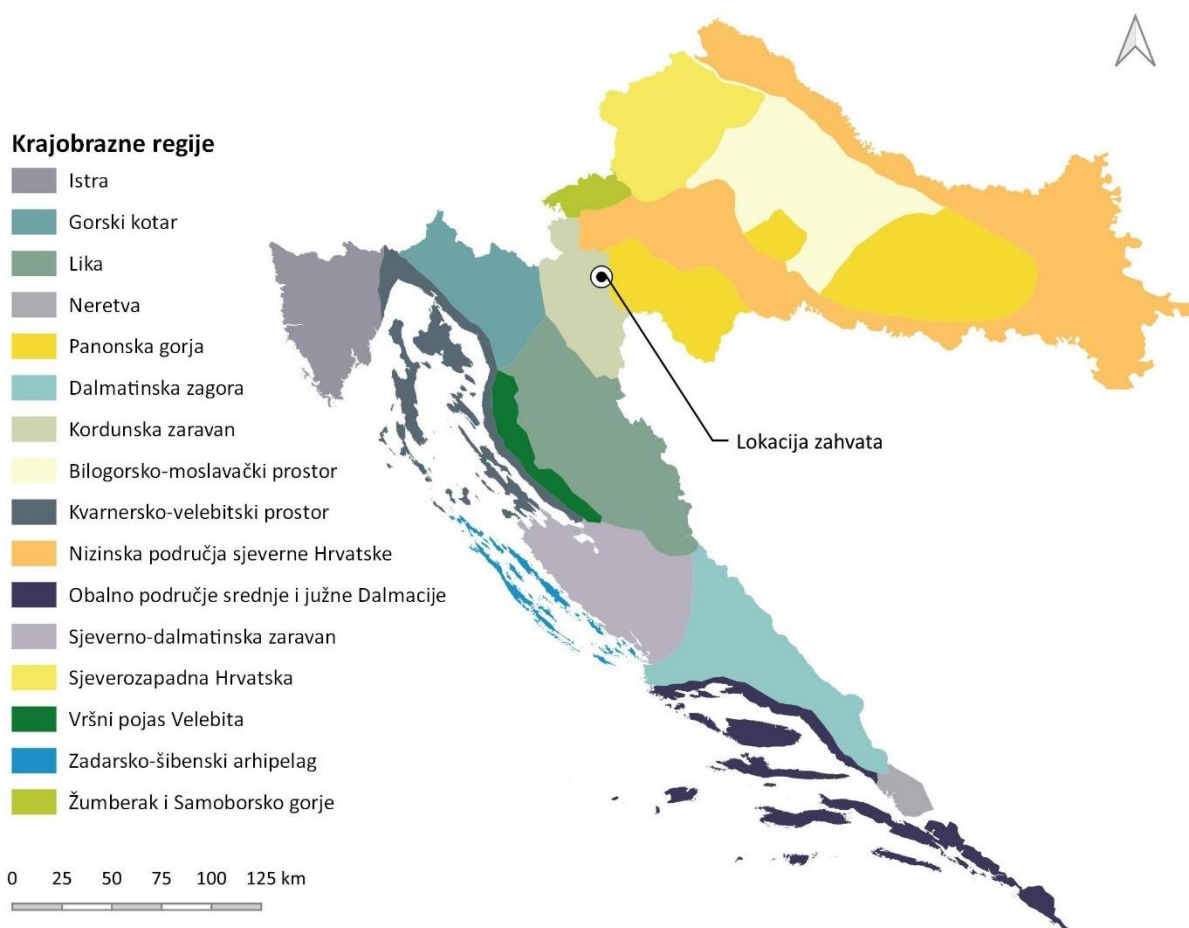 Krajobrazne regije
Istra
Gorski kotar
Lika
Neretva
Panonska gorja
Dalmatinska zagora
Kordunska zaravan
Bilogorsko-moslavački prostor
Kvarnersko-velebitski prostor
Nizinska područja sjeverne Hrvatske
Obalno područje srednje i južne Dalmacije
Sjeverno-dalmatinska zaravan
Sjeverozapadna Hrvatska
Vršni pojas Velebita
Zadarsko-šibenski arhipelag
Žumberak i Samoborsko gorje
0 25 50 75 100 125 km
Lokacija zahvata